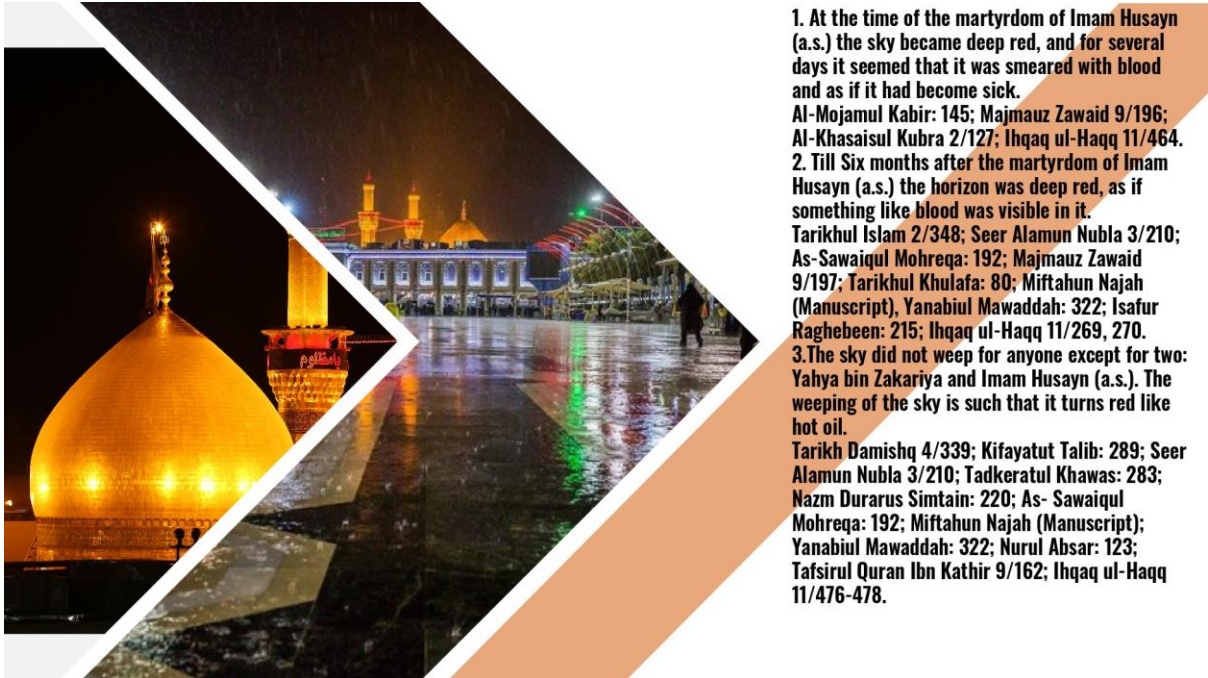 يامظلوم
1. At the time of the martyrdom of Imam Husayn
(a.s.) the sky became deep red, and for several
days it seemed that it was smeared with blood
and as if it had become sick.
Al-Mojamul Kabir: 145; Majmauz Zawaid 9/196;
Al-Khasaisul Kubra 2/127; Ihqaq ul-Haqq 11/464.
2. Till Six months after the martyrdom of Imam
Husayn (a.s.) the horizon was deep red, as if
something like blood was visible in it.
Tarikhul Islam 2/348; Seer Alamun Nubla 3/210;
As-Sawaiqul Mohreqa: 192; Majmauz Zawaid
9/197; Tarikhul Khulafa: 80; Miftahun Najah
(Manuscript), Yanabiul Mawaddah: 322; Isafur
Raghebeen: 215; Ihqaq ul-Haqq 11/269, 270.
3.The sky did not weep for anyone except for two:
Yahya bin Zakariya and Imam Husayn (a.s.). The
weeping of the sky is such that it turns red like
hot oil.
Tarikh Damishq 4/339; Kifayatut Talib: 289; Seer
Alamun Nubla 3/210; Tadkeratul Khawas: 283;
Nazm Durarus Simtain: 220; As- Sawaiqul
Mohreqa: 192; Miftahun Najah (Manuscript);
Yanabiul Mawaddah: 322; Nurul Absar: 123;
Tafsirul Quran Ibn Kathir 9/162; Ihqaq ul-Haqq
11/476-478.